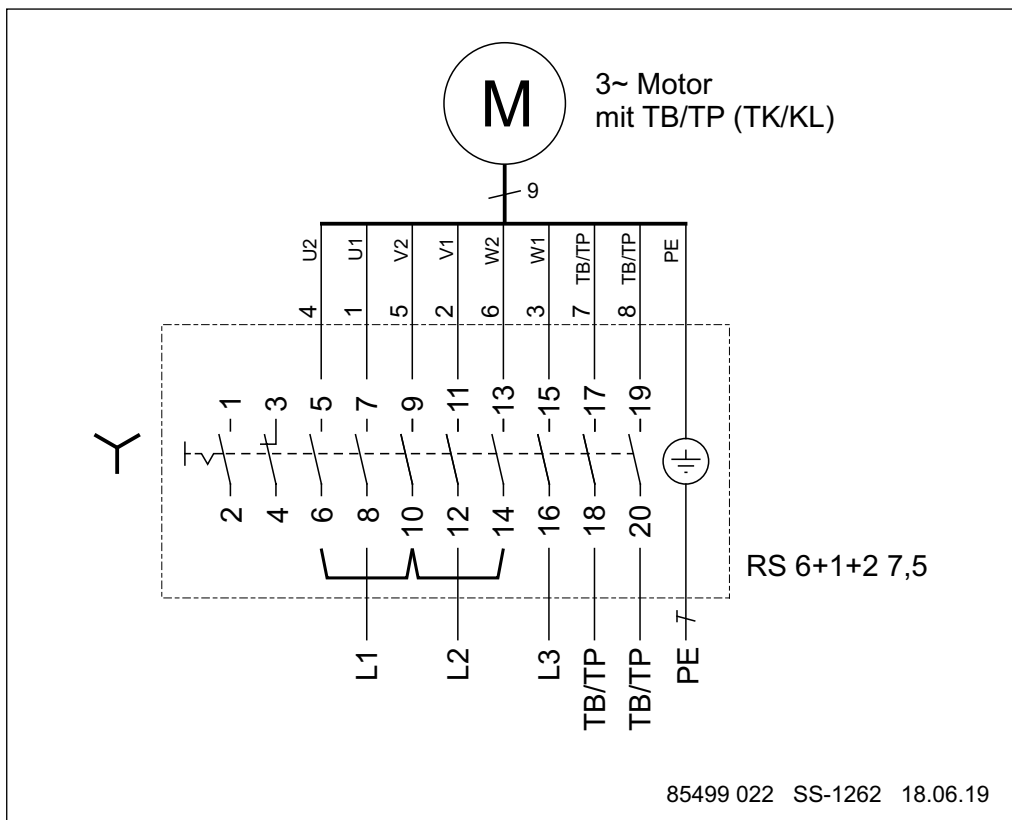 M
3~ Motor
mit TB/TP (TK/KL)
9
U2 U1 V2 V1 W2 W1 TB/TP TB/TP PE
4 1 5 2 6 3 7 8
1 3 5 7 9 11 13 15 17 19
2 4 6 8 10 12 14 16 18 20
RS 6+1+2 7,5
L1 L2 L3 TB/TP TB/TP PE
85499 022 SS-1262 18.06.19